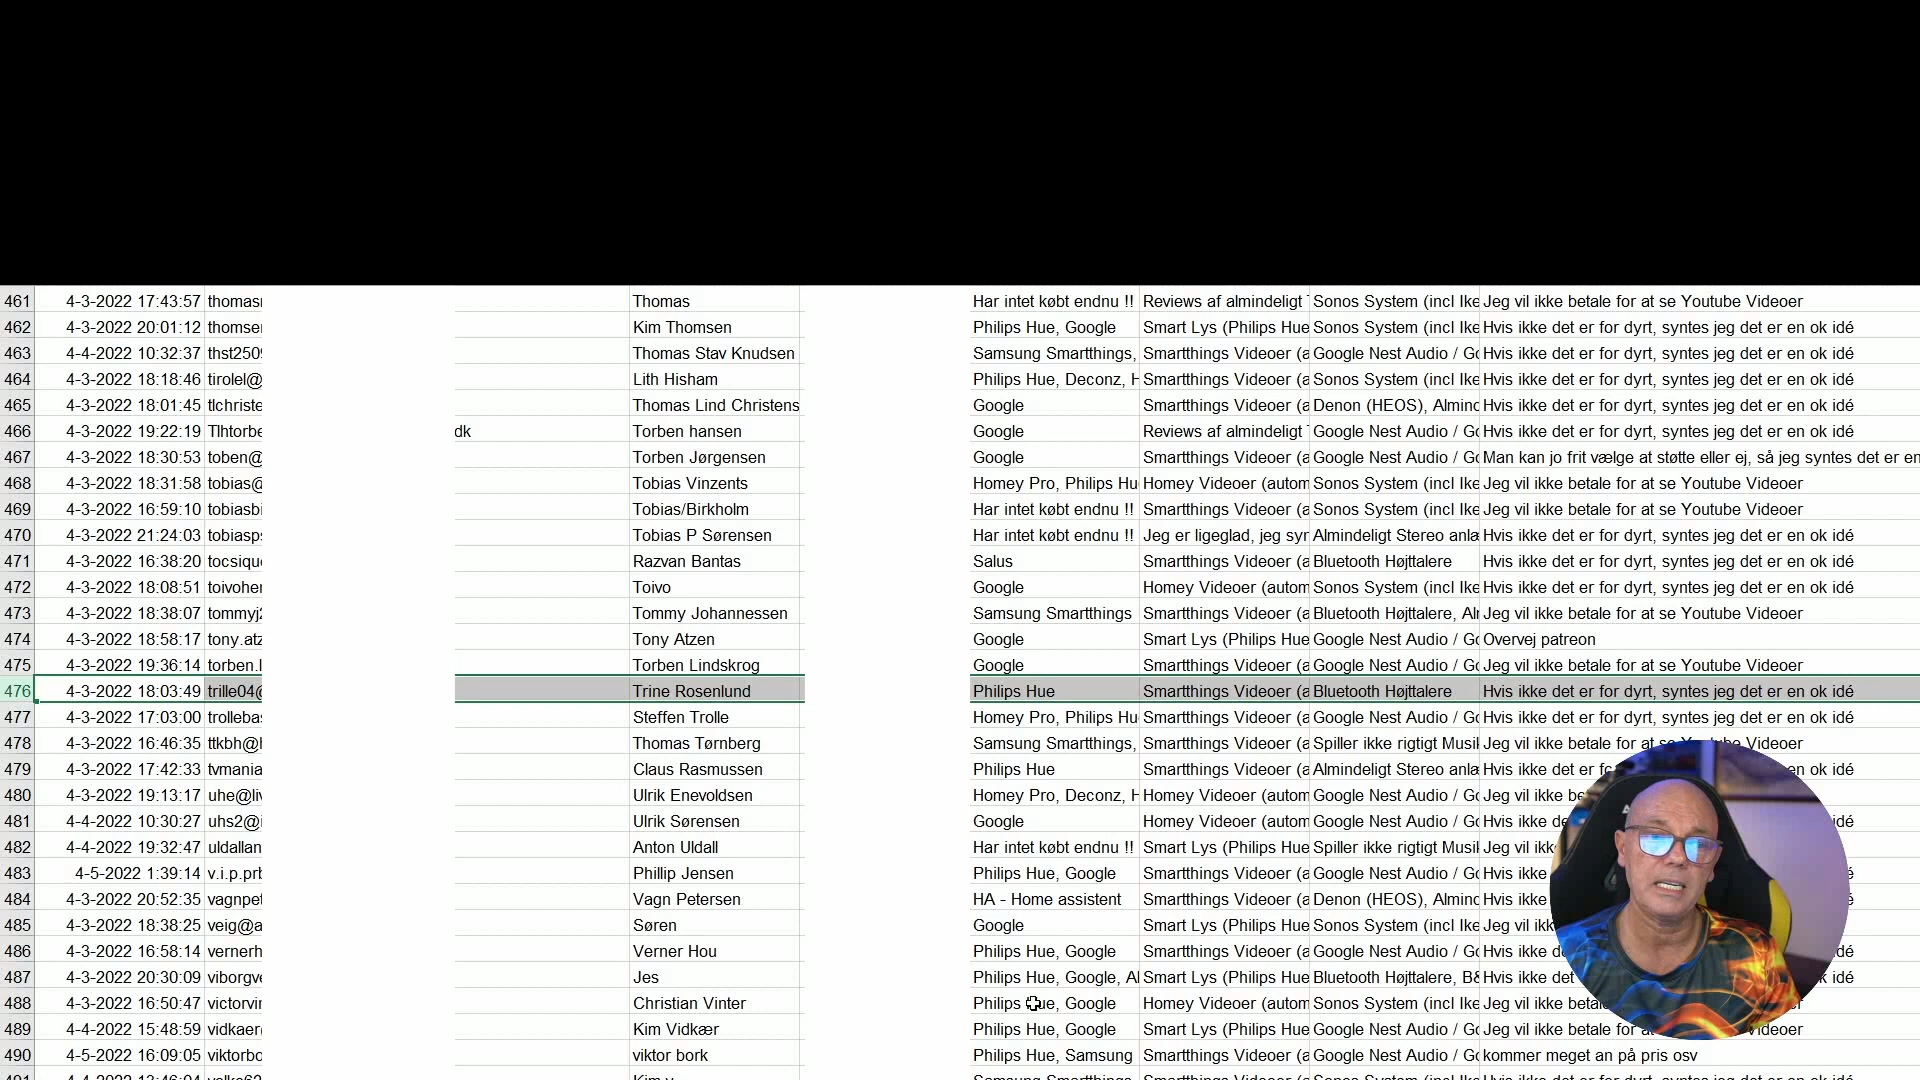 461 4-3-2022 17:43:57 thomas Thomas Har intet købt endnu !! Reviews af almindeligt Sonos System (incl Ike Jeg vil ikke betale for at se Youtube Videoer
462 4-3-2022 20:01:12 thomse Kim Thomsen Philips Hue, Google Smart Lys (Philips Hue Sonos System (incl Ike Hvis ikke det er for dyrt, syntes jeg det er en ok idé
463 4-4-2022 10:32:37 thst250 Thomas Stav Knudsen Samsung Smartthings, Smartthings Videoer (a Google Nest Audio / Go Hvis ikke det er for dyrt, syntes jeg det er en ok idé
464 4-3-2022 18:18:46 tirolel@ Lith Hisham Philips Hue, Deconz, H Smartthings Videoer (a Sonos System (incl Ike Hvis ikke det er for dyrt, syntes jeg det er en ok idé
465 4-3-2022 18:01:45 tlchriste Thomas Lind Christens Google Smartthings Videoer (a Denon (HEOS), Alminc Hvis ikke det er for dyrt, syntes jeg det er en ok idé
466 4-3-2022 19:22:19 Tlhtorbe dk Torben hansen Google Reviews af almindeligt Google Nest Audio / Go Hvis ikke det er for dyrt, syntes jeg det er en ok idé
467 4-3-2022 18:30:53 toben@ Torben Jørgensen Google Smartthings Videoer (a Google Nest Audio / Go Man kan jo frit vælge at støtte eller ej, så jeg syntes det er en
468 4-3-2022 18:31:58 tobias@ Tobias Vinzents Homey Pro, Philips Hu Homey Videoer (autom Sonos System (incl Ike Jeg vil ikke betale for at se Youtube Videoer
469 4-3-2022 16:59:10 tobiasbi Tobias/Birkholm Har intet købt endnu !! Smartthings Videoer (a Sonos System (incl Ike Jeg vil ikke betale for at se Youtube Videoer
470 4-3-2022 21:24:03 tobiasp Tobias P Sørensen Har intet købt endnu !! Jeg er ligeglad, jeg syr Almindeligt Stereo anlæ Hvis ikke det er for dyrt, syntes jeg det er en ok idé
471 4-3-2022 16:38:20 tocsiqu Razvan Bantas Salus Smartthings Videoer (a Bluetooth Højttalere Hvis ikke det er for dyrt, syntes jeg det er en ok idé
472 4-3-2022 18:08:51 toivohe Toivo Google Homey Videoer (autom Sonos System (incl Ike Hvis ikke det er for dyrt, syntes jeg det er en ok idé
473 4-3-2022 18:38:07 tommyj Tommy Johannessen Samsung Smartthings Smartthings Videoer (a Bluetooth Højttalere, Al Jeg vil ikke betale for at se Youtube Videoer
474 4-3-2022 18:58:17 tony.atz Tony Atzen Google Smart Lys (Philips Hue Google Nest Audio / Go Overvej patreon
475 4-3-2022 19:36:14 torben.l Torben Lindskrog Google Smartthings Videoer (a Google Nest Audio / Go Jeg vil ikke betale for at se Youtube Videoer
476 4-3-2022 18:03:49 trille04@ Trine Rosenlund Philips Hue Smartthings Videoer (a Bluetooth Højttalere Hvis ikke det er for dyrt, syntes jeg det er en ok idé
477 4-3-2022 17:03:00 trolleba Steffen Trolle Homey Pro, Philips Hu Smartthings Videoer (a Google Nest Audio / Go Hvis ikke det er for dyrt, syntes jeg det er en ok idé
478 4-3-2022 16:46:35 ttkbh@ Thomas Tørnberg Samsung Smartthings, Smartthings Videoer (a Spiller ikke rigtigt Musi Jeg vil ikke betale for at se Youtube Videoer
479 4-3-2022 17:42:33 tvmania Claus Rasmussen Philips Hue Smartthings Videoer (a Almindeligt Stereo anlæ Hvis ikke det er fo en ok idé
480 4-3-2022 19:13:17 uhe@li Ulrik Enevoldsen Homey Pro, Deconz, H Homey Videoer (autom Google Nest Audio / Go Jeg vil ikke be
481 4-4-2022 10:30:27 uhs2@ Ulrik Sørensen Google Homey Videoer (autom Google Nest Audio / Go Hvis ikke de idé
482 4-4-2022 19:32:47 uldallan Anton Uldall Har intet købt endnu !! Smart Lys (Philips Hue Spiller ikke rigtigt Musi Jeg vil ikk
483 4-5-2022 1:39:14 v.i.p.prl Phillip Jensen Philips Hue, Google Smartthings Videoer (a Google Nest Audio / Go Hvis ikke é
484 4-3-2022 20:52:35 vagnpe Vagn Petersen HA - Home assistent Smartthings Videoer (a Denon (HEOS), Alminc Hvis ikke é
485 4-3-2022 18:38:25 veig@a Søren Google Smart Lys (Philips Hue Sonos System (incl Ike Jeg vil ikk
486 4-3-2022 16:58:14 vernerh Verner Hou Philips Hue, Google Smartthings Videoer (a Google Nest Audio / Go Hvis ikke d idé
487 4-3-2022 20:30:09 viborgv Jes Philips Hue, Google, Al Smart Lys (Philips Hue Bluetooth Højttalere, B& Hvis ikke det en ok idé
488 4-3-2022 16:50:47 victorvi Christian Vinter Philips Hue, Google Homey Videoer (autom Sonos System (incl Ike Jeg vil ikke betal er
489 4-4-2022 15:48:59 vidkaer Kim Vidkær Philips Hue, Google Smart Lys (Philips Hue Google Nest Audio / Go Jeg vil ikke betale for a Videoer
490 4-5-2022 16:09:05 viktorbo viktor bork Philips Hue, Samsung Smartthings Videoer (a Google Nest Audio / Go kommer meget an på pris osv